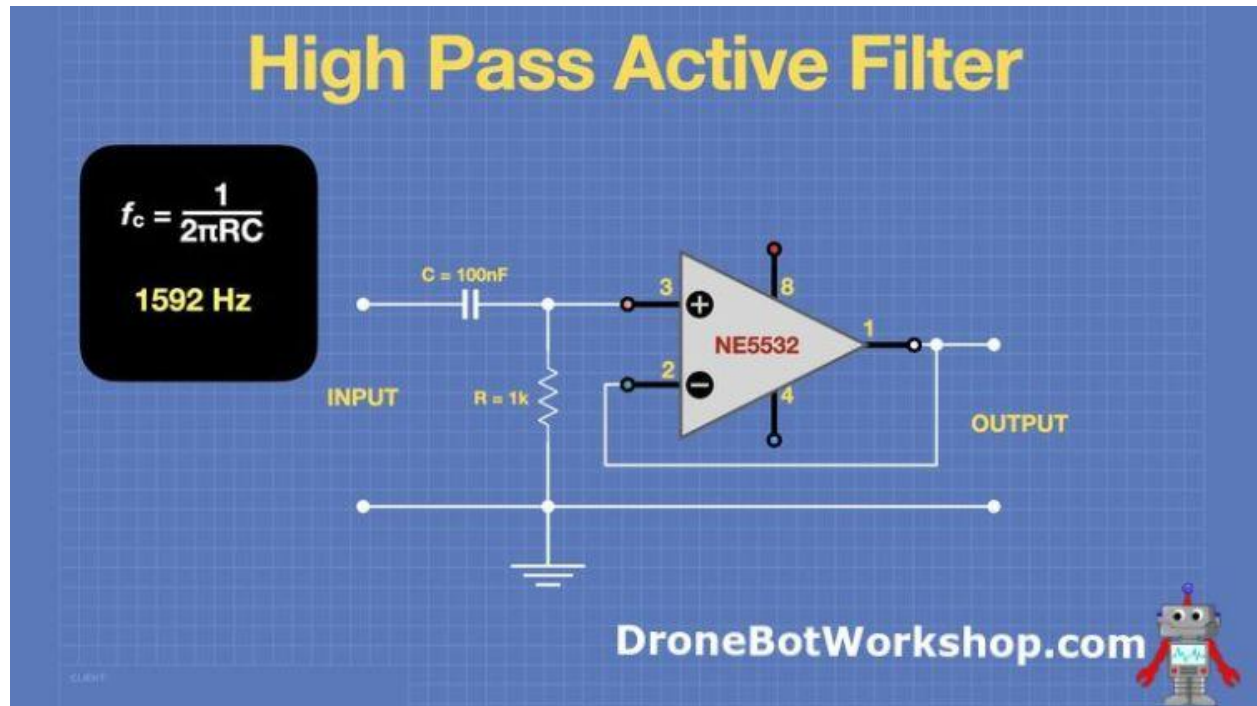 High Pass Active Filter
fc = 1
2πRC
1592 Hz
C = 100nF
3
8
+
NE5532
1
2
−
4
INPUT
R = 1k
OUTPUT
DroneBotWorkshop.com
CLIENT